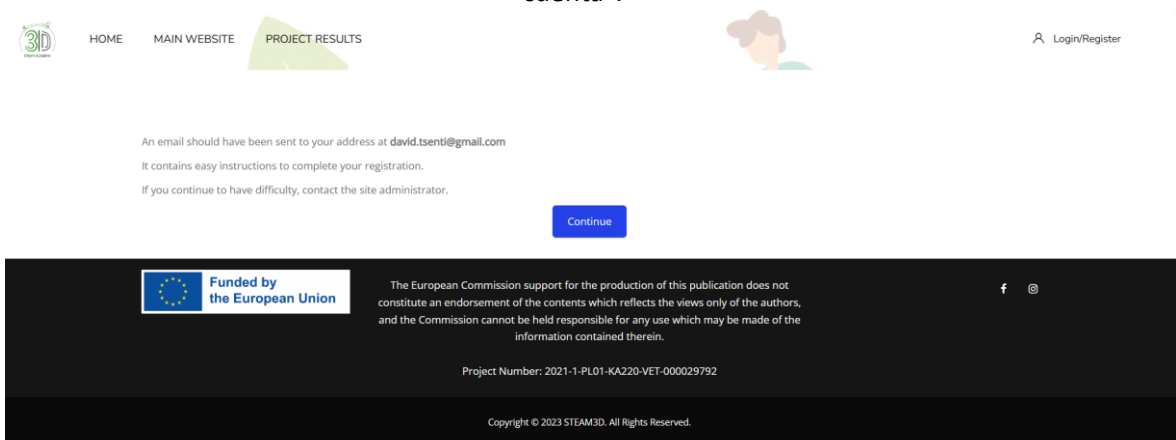 3D
HOME MAIN WEBSITE PROJECT RESULTS Login/Register
An email should have been sent to your address at david.tsenti@gmail.com
It contains easy instructions to complete your registration.
If you continue to have difficulty, contact the site administrator.
Continue
Funded by
the European Union
The European Commission support for the production of this publication does not
constitute an endorsement of the contents which reflects the views only of the authors,
and the Commission cannot be held responsible for any use which may be made of the
information contained therein.
Project Number: 2021-1-PL01-KA220-VET-000029792
Copyright © 2023 STEAM3D. All Rights Reserved.